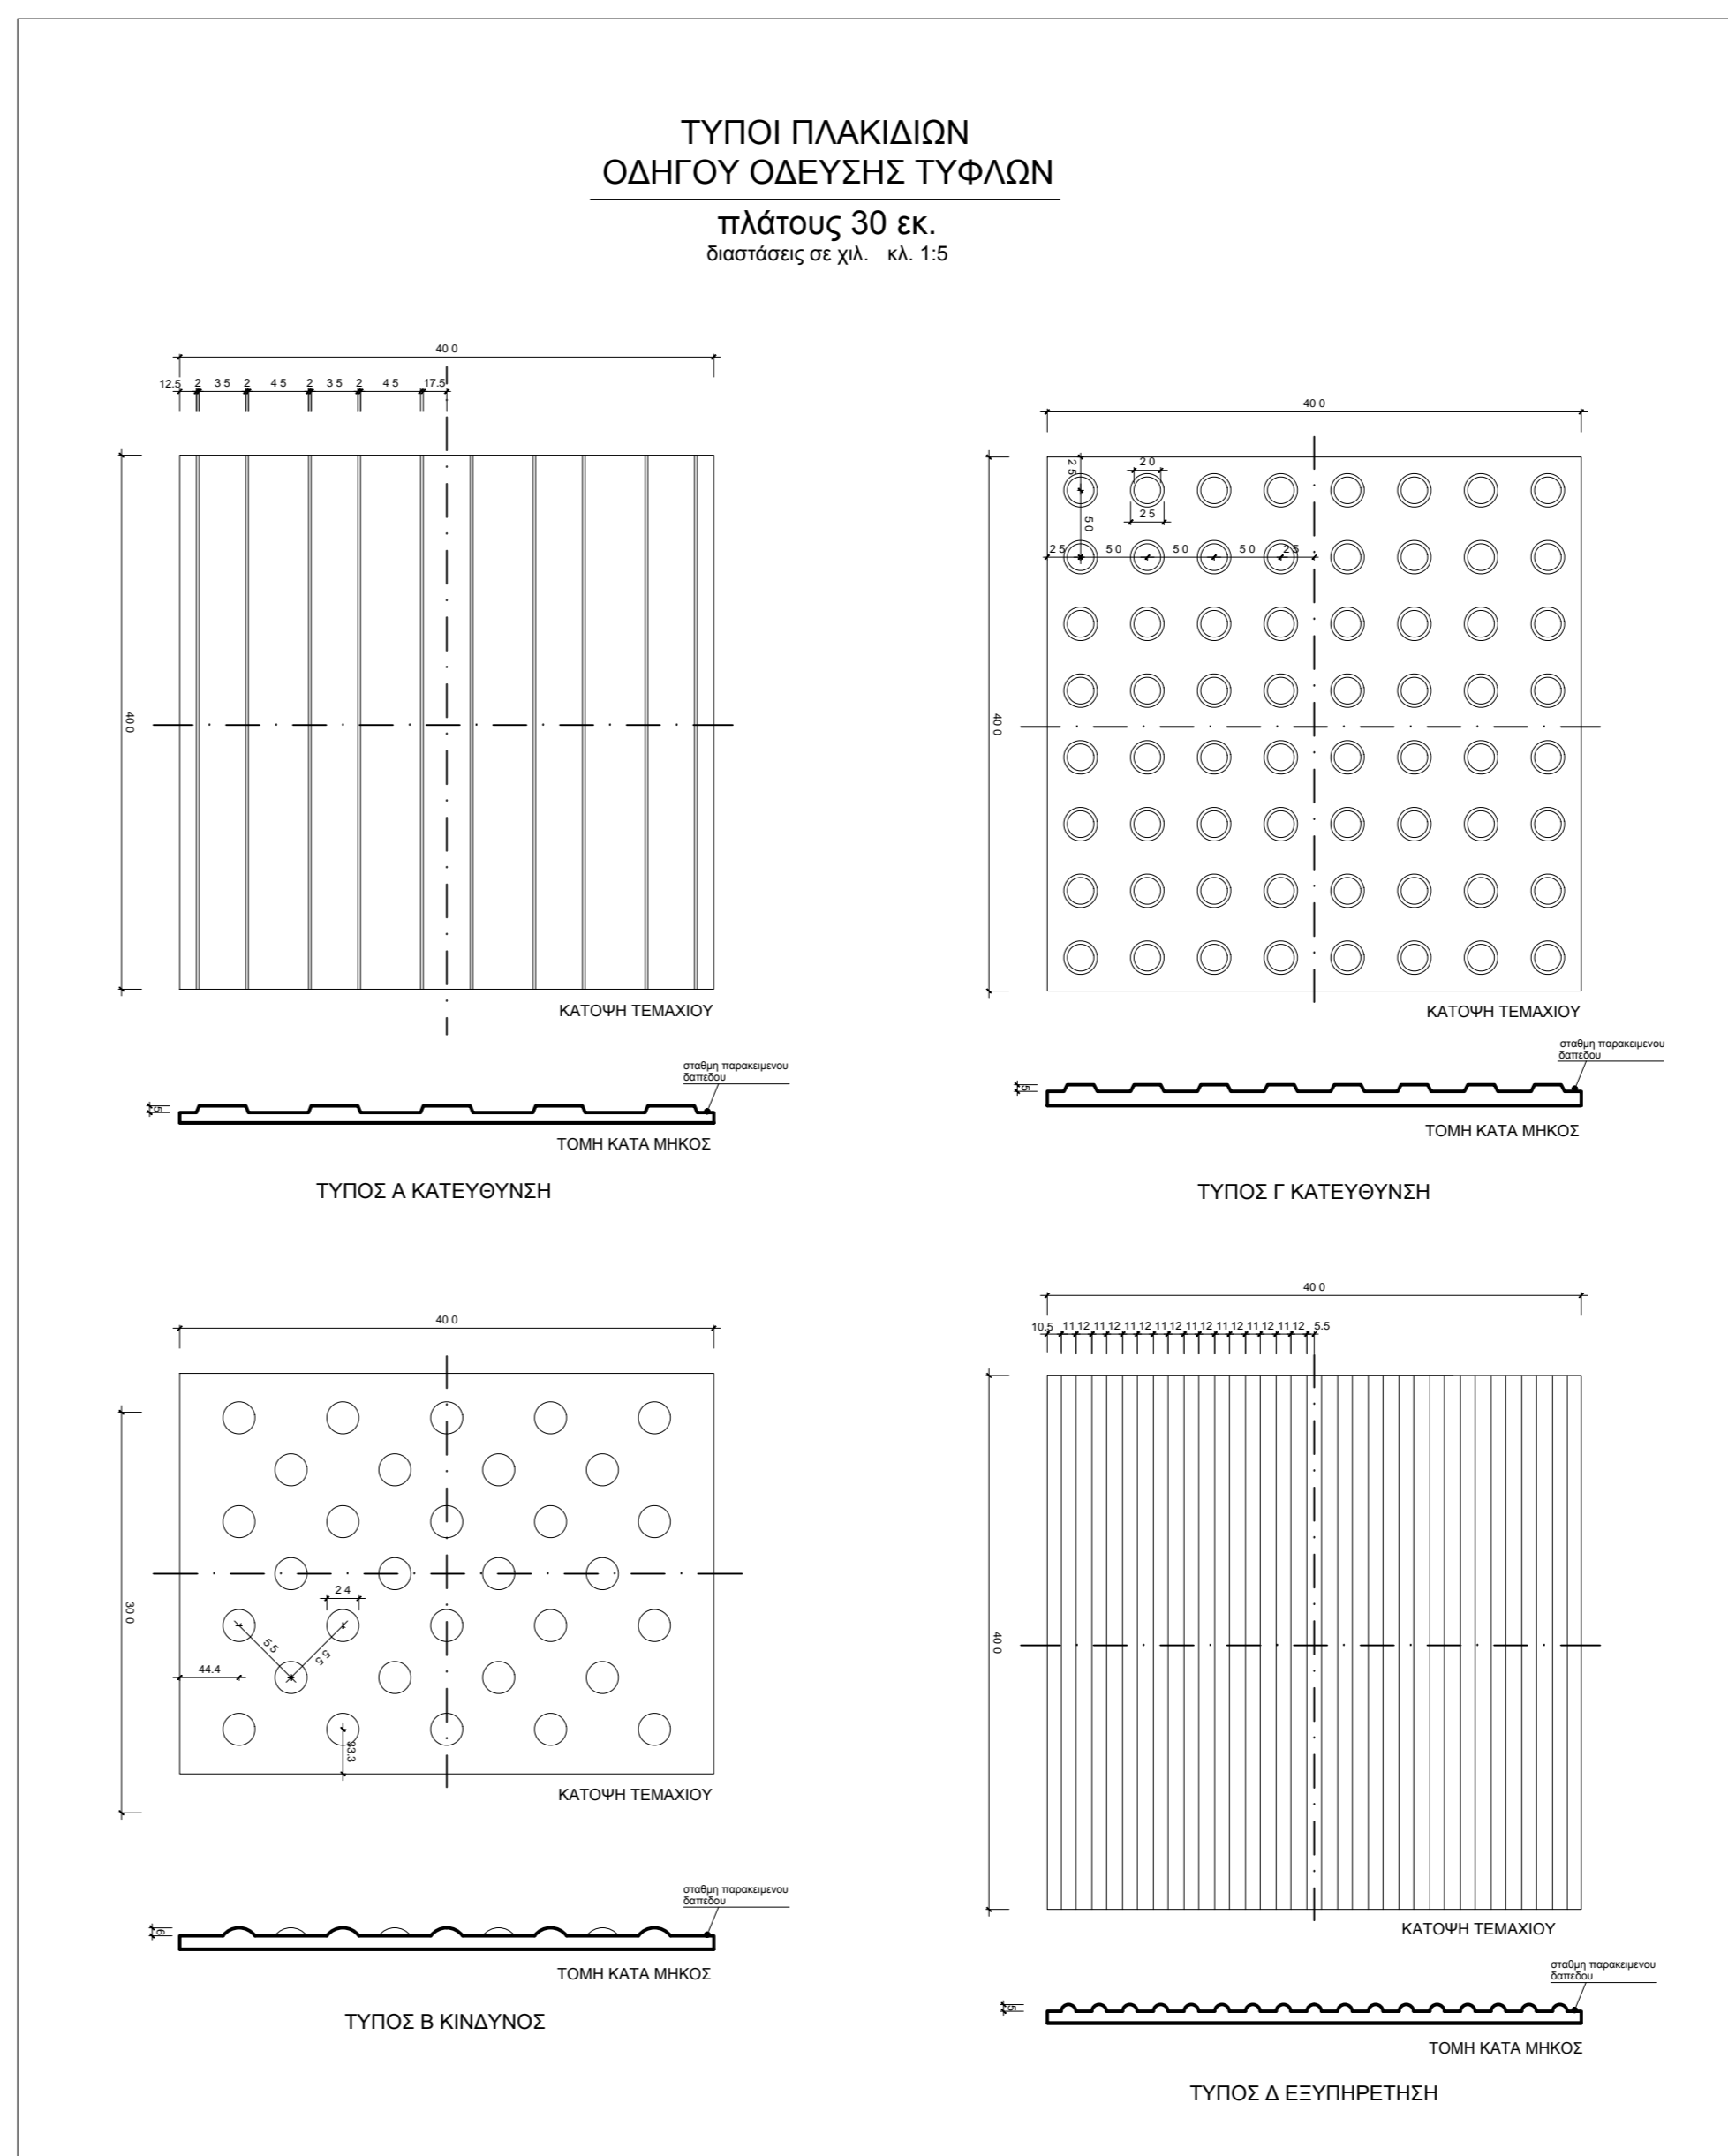 ΤΥΠΟΙ ΠΛΑΚΙΔΙΩΝ
ΟΔΗΓΟΥ ΟΔΕΥΣΗΣ ΤΥΦΛΩΝ
πλάτους 30 εκ.
διαστάσεις σε χιλ. κλ. 1:5
40 0
12.5 2 3 5 2 4 5 2 3 5 2 4 5 17.5
40 0
ΚΑΤΟΨΗ ΤΕΜΑΧΙΟΥ
σταθμη παρακειμενου
δαπεδου
5
ΤΟΜΗ ΚΑΤΑ ΜΗΚΟΣ
ΤΥΠΟΣ Α ΚΑΤΕΥΘΥΝΣΗ
40 0
2 5
2 0
2 5
5 0
2 5 5 0 5 0 5 0 2 5
40 0
ΚΑΤΟΨΗ ΤΕΜΑΧΙΟΥ
σταθμη παρακειμενου
δαπεδου
5
ΤΟΜΗ ΚΑΤΑ ΜΗΚΟΣ
ΤΥΠΟΣ Γ ΚΑΤΕΥΘΥΝΣΗ
40 0
30 0
2 4
5 5
5 5
44.4
33.3
ΚΑΤΟΨΗ ΤΕΜΑΧΙΟΥ
σταθμη παρακειμενου
δαπεδου
6
ΤΟΜΗ ΚΑΤΑ ΜΗΚΟΣ
ΤΥΠΟΣ Β ΚΙΝΔΥΝΟΣ
40 0
10.5 11 12 11 12 11 12 11 12 11 12 11 12 11 12 11 12 5.5
40 0
ΚΑΤΟΨΗ ΤΕΜΑΧΙΟΥ
σταθμη παρακειμενου
δαπεδου
5
ΤΟΜΗ ΚΑΤΑ ΜΗΚΟΣ
ΤΥΠΟΣ Δ ΕΞΥΠΗΡΕΤΗΣΗ